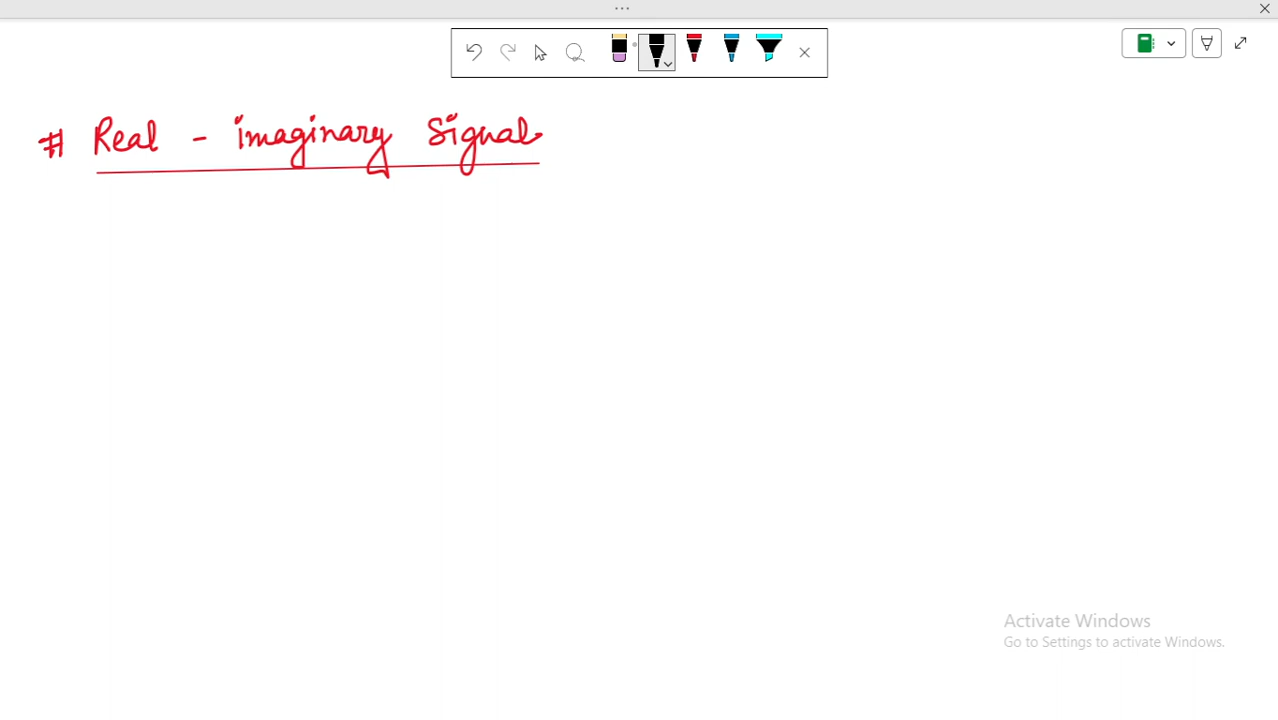 # Real - imaginary Signal
Activate Windows
Go to Settings to activate Windows.